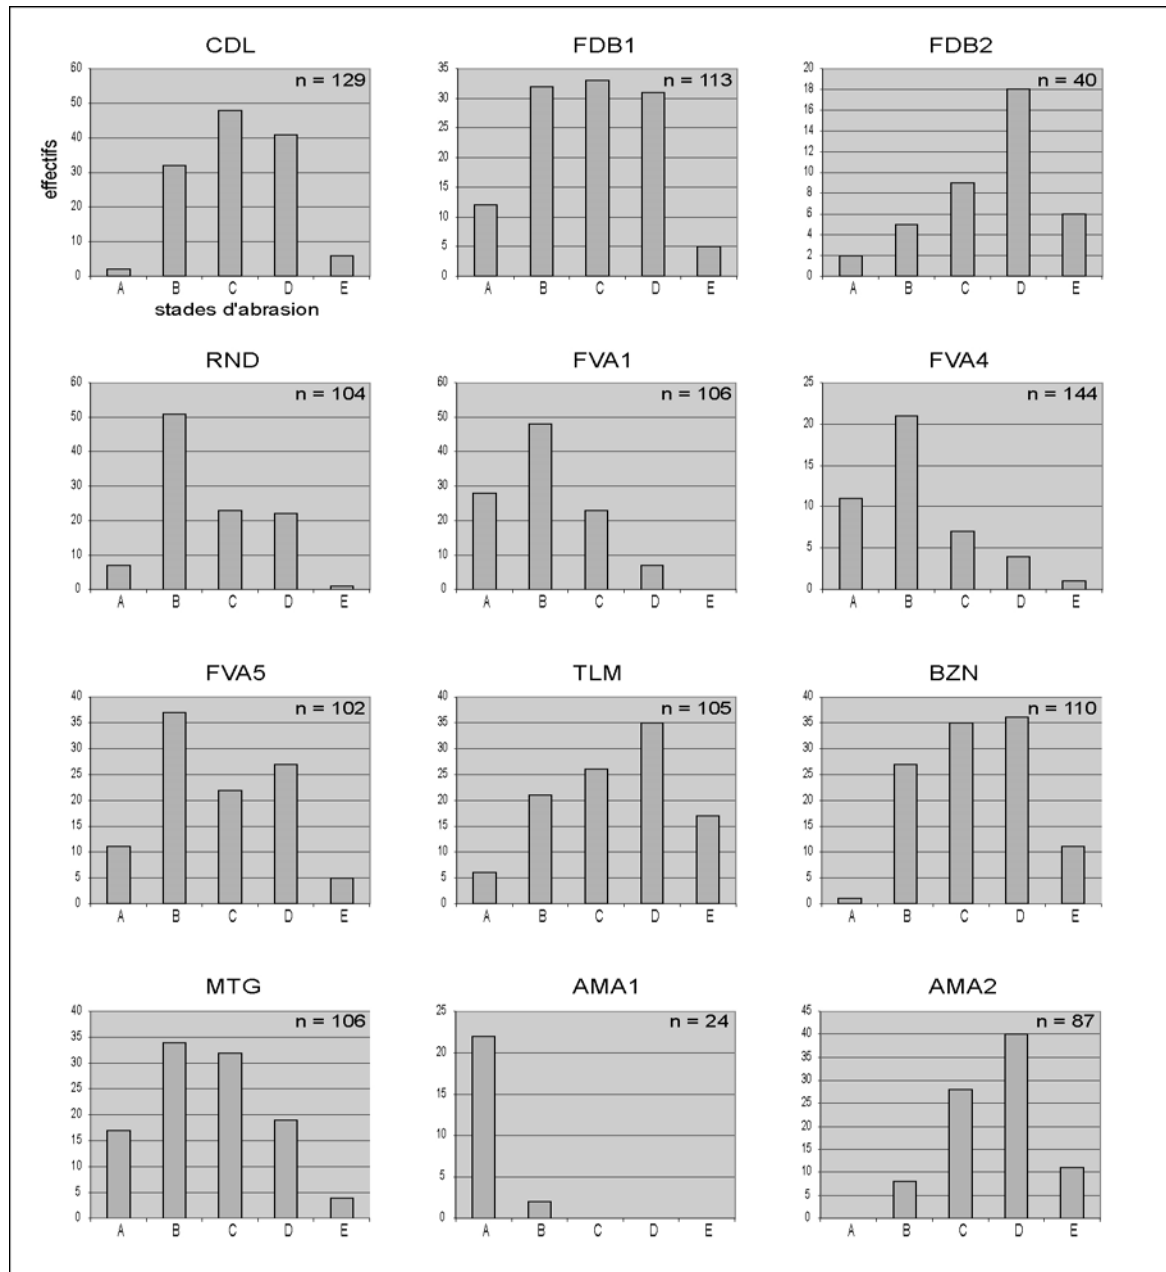 CDL
n = 129
effectifs
60
50
40
30
20
10
0
A B C D E
stades d'abrasion
FDB1
n = 113
35
30
25
20
15
10
5
0
A B C D E
FDB2
n = 40
20
18
16
14
12
10
8
6
4
2
0
A B C D E
RND
n = 104
60
50
40
30
20
10
0
A B C D E
FVA1
n = 106
60
50
40
30
20
10
0
A B C D E
FVA4
n = 144
25
20
15
10
5
0
A B C D E
FVA5
n = 102
40
35
30
25
20
15
10
5
0
A B C D E
TLM
n = 105
40
35
30
25
20
15
10
5
0
A B C D E
BZN
n = 110
40
35
30
25
20
15
10
5
0
A B C D E
MTG
n = 106
40
35
30
25
20
15
10
5
0
A B C D E
AMA1
n = 24
25
20
15
10
5
0
A B C D E
AMA2
n = 87
45
40
35
30
25
20
15
10
5
0
A B C D E